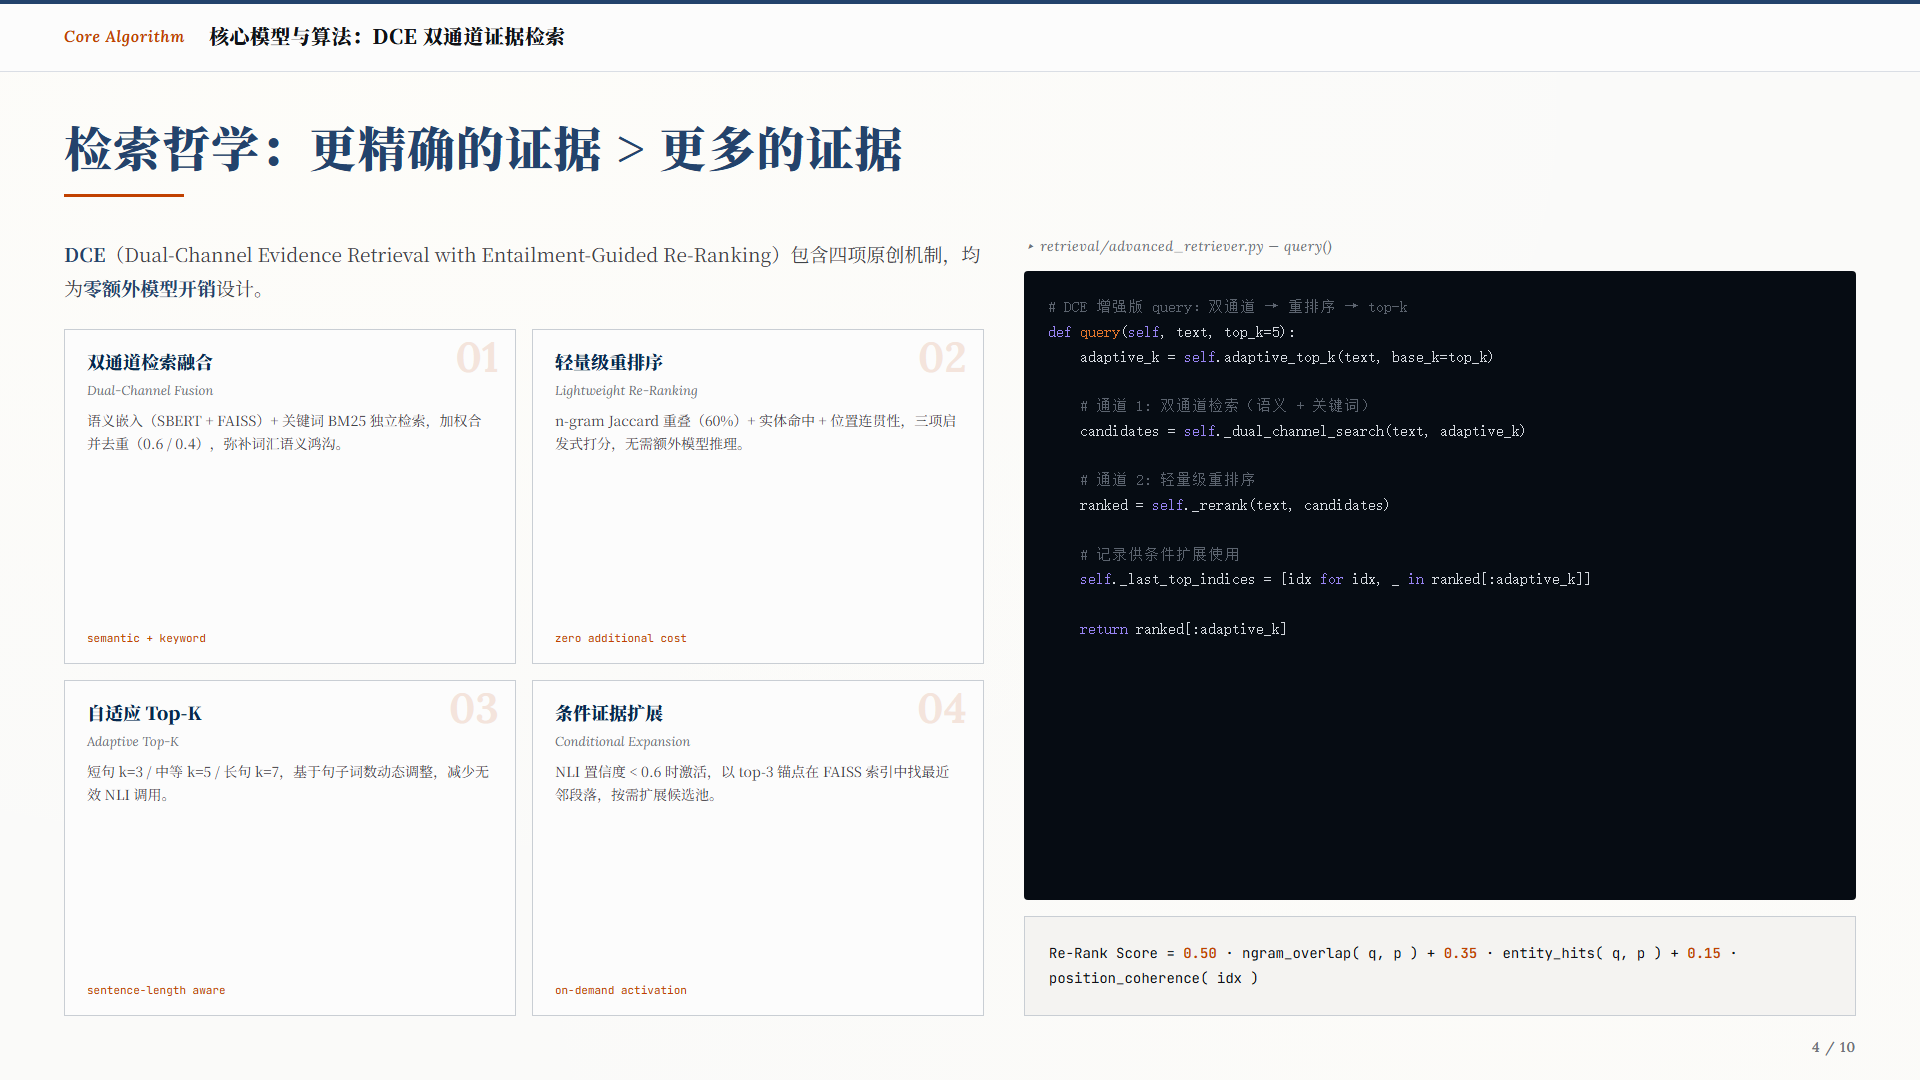 Core Algorithm 核心模型与算法：DCE 双通道证据检索
检索哲学：更精确的证据 > 更多的证据
DCE（Dual-Channel Evidence Retrieval with Entailment-Guided Re-Ranking）包含四项原创机制，均
为零额外模型开销设计。
01
双通道检索融合
Dual-Channel Fusion
语义嵌入（SBERT + FAISS）+ 关键词 BM25 独立检索，加权合
并去重（0.6 / 0.4），弥补词汇语义鸿沟。
semantic + keyword
02
轻量级重排序
Lightweight Re-Ranking
n-gram Jaccard 重叠（60%）+ 实体命中 + 位置连贯性，三项启
发式打分，无需额外模型推理。
zero additional cost
03
自适应 Top-K
Adaptive Top-K
短句 k=3 / 中等 k=5 / 长句 k=7，基于句子词数动态调整，减少无
效 NLI 调用。
sentence-length aware
04
条件证据扩展
Conditional Expansion
NLI 置信度 < 0.6 时激活，以 top-3 锚点在 FAISS 索引中找最近
邻段落，按需扩展候选池。
on-demand activation
▸ retrieval/advanced_retriever.py — query()
# DCE 增强版 query：双通道 → 重排序 → top-k
def query(self, text, top_k=5):
    adaptive_k = self.adaptive_top_k(text, base_k=top_k)
    # 通道 1：双通道检索（语义 + 关键词）
    candidates = self._dual_channel_search(text, adaptive_k)
    # 通道 2：轻量级重排序
    ranked = self._rerank(text, candidates)
    # 记录供条件扩展使用
    self._last_top_indices = [idx for idx, _ in ranked[:adaptive_k]]
    return ranked[:adaptive_k]
Re-Rank Score = 0.50 · ngram_overlap( q, p ) + 0.35 · entity_hits( q, p ) + 0.15 ·
position_coherence( idx )
4 / 10